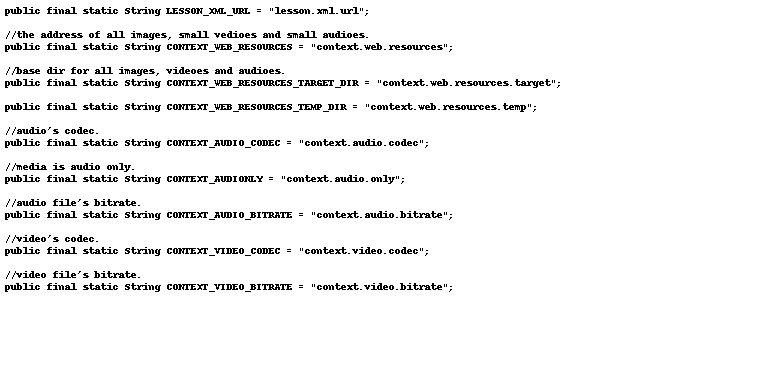 public final static String LESSON_XML_URL = "lesson.xml.url";
//the address of all images, small vedioes and small audioes.
public final static String CONTEXT_WEB_RESOURCES = "context.web.resources";
//base dir for all images, videoes and audioes.
public final static String CONTEXT_WEB_RESOURCES_TARGET_DIR = "context.web.resources.target";
public final static String CONTEXT_WEB_RESOURCES_TEMP_DIR = "context.web.resources.temp";
//audio's codec.
public final static String CONTEXT_AUDIO_CODEC = "context.audio.codec";
//media is audio only.
public final static String CONTEXT_AUDIONLY = "context.audio.only";
//audio file's bitrate.
public final static String CONTEXT_AUDIO_BITRATE = "context.audio.bitrate";
//video's codec.
public final static String CONTEXT_VIDEO_CODEC = "context.video.codec";
//video file's bitrate.
public final static String CONTEXT_VIDEO_BITRATE = "context.video.bitrate";